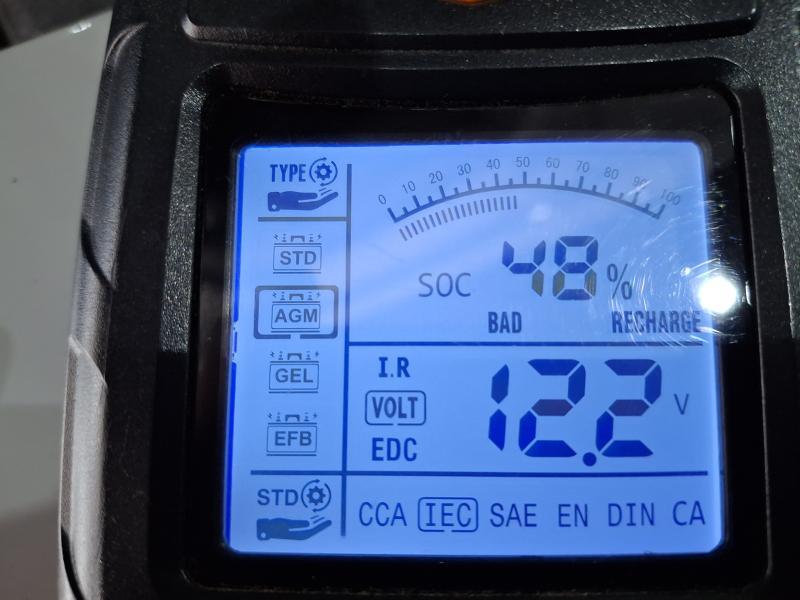 TYPE
0 10 20 30 40 50 60 70 80 90 100
STD
SOC 48 %
AGM
BAD RECHARGE
GEL
I.R
VOLT 12.2 V
EFB
EDC
STD
CCA IEC SAE EN DIN CA